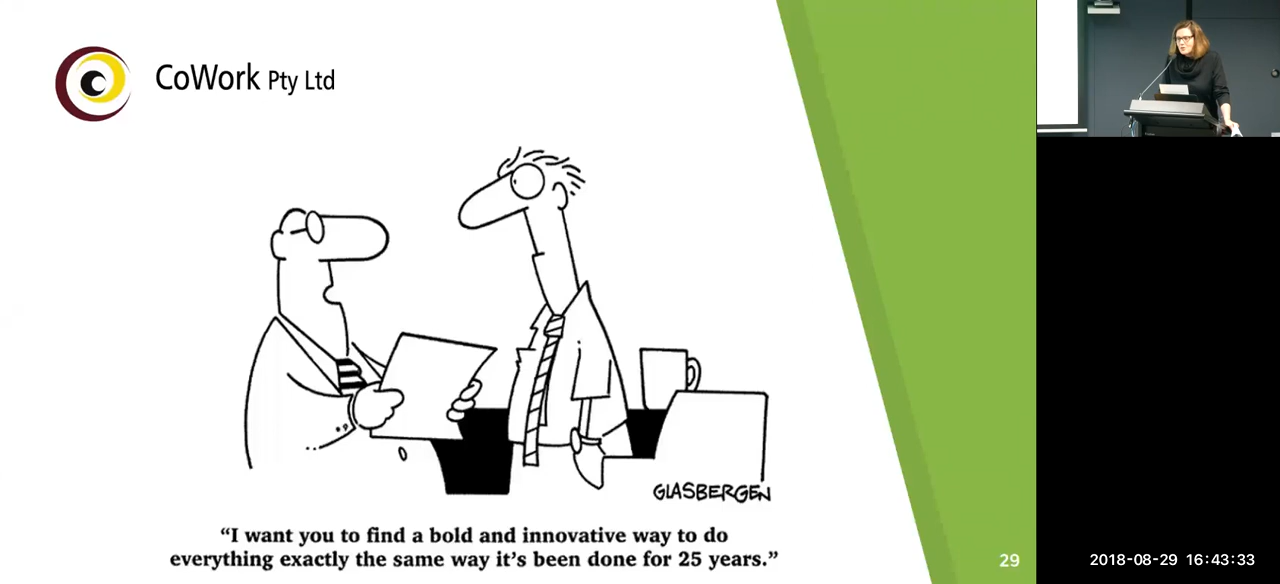 CoWork Pty Ltd
GLASBERGEN
“I want you to find a bold and innovative way to do
everything exactly the same way it’s been done for 25 years.”
29
2018-08-29 16:43:33